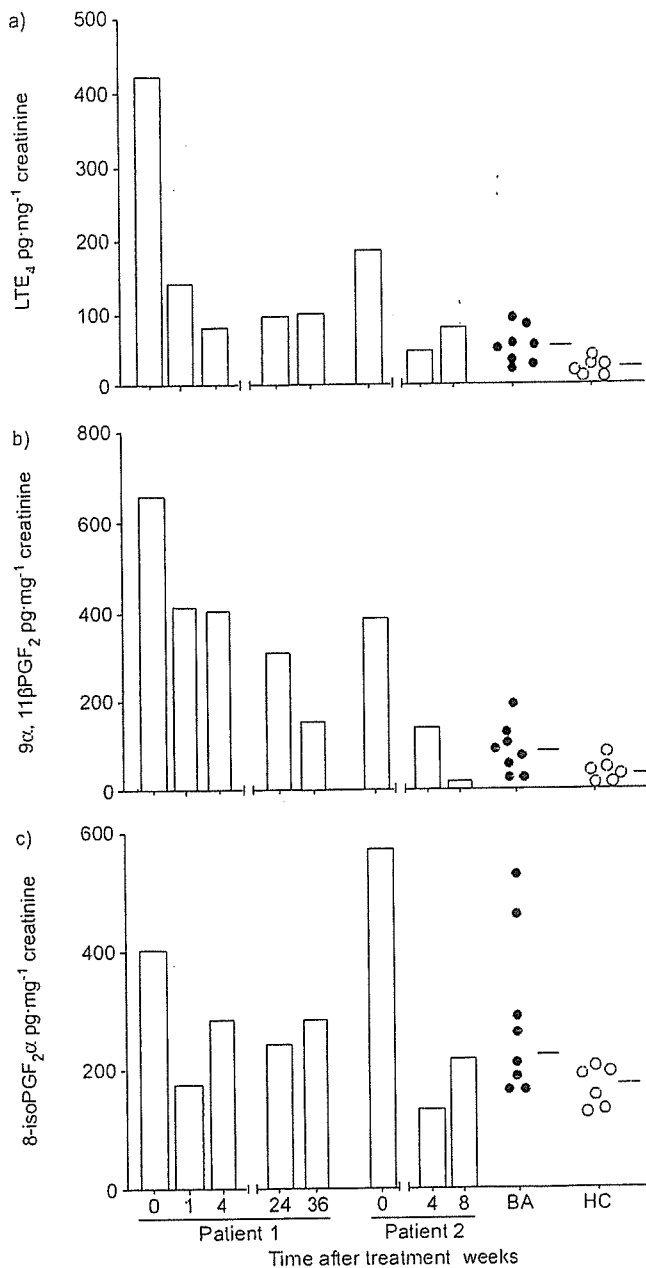 a)
500
400
300
200
100
0
LTE4 pg·mg-1 creatinine
b)
800
600
400
200
0
9α, 11βPGF2 pg·mg-1 creatinine
c)
600
400
200
0
8-isoPGF2α pg·mg-1 creatinine
0 1 4 24 36 0 4 8 BA HC
Patient 1 Patient 2
Time after treatment weeks